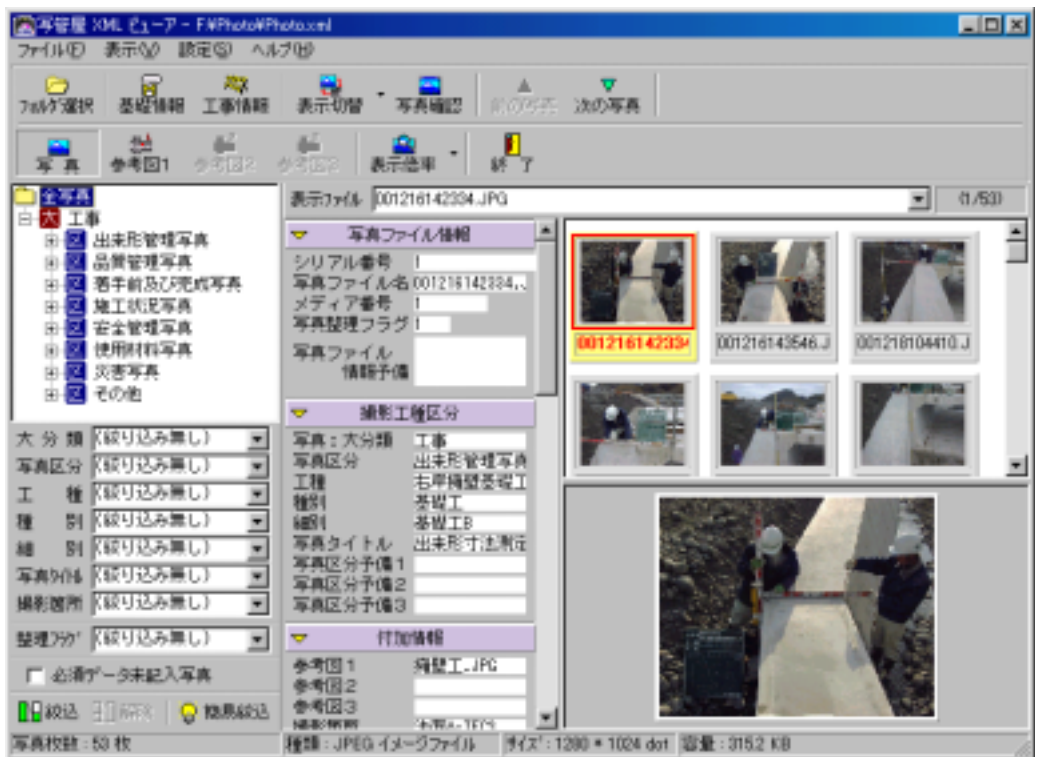 写管屋 XML ビューア - F:¥Photo¥Photo.xml
ファイル(F) 表示(V) 設定(S) ヘルプ(H)
フォルダ選択 基礎情報 工事情報 表示切替 写真確認 前の写真 次の写真
写 真 参考図1 参考図2 参考図3 表示倍率 終 了
全写真
大 工事
区 出来形管理写真
区 品質管理写真
区 着手前及び完成写真
区 施工状況写真
区 安全管理写真
区 使用材料写真
区 災害写真
区 その他
大 分 類 (絞り込み無し)
写真区分 (絞り込み無し)
工 種 (絞り込み無し)
種 別 (絞り込み無し)
細 別 (絞り込み無し)
写真タイトル (絞り込み無し)
撮影箇所 (絞り込み無し)
整理フラグ (絞り込み無し)
必須データ未記入写真
絞込 解除 簡易絞込
表示ファイル 001216142334.JPG (1/53)
写真ファイル情報
シリアル番号 1
写真ファイル名 001216142334..
メディア番号 1
写真整理フラグ 1
写真ファイル
情報予備
撮影工種区分
写真:大分類 工事
写真区分 出来形管理写真
工種 右岸擁壁基礎工
種別 基礎工
細別 基礎工B
写真タイトル 出来形寸法測定
写真区分予備1
写真区分予備2
写真区分予備3
付加情報
参考図1 擁壁工.JPG
参考図2
参考図3
撮影箇所
001216142334 001216143546.J 001218104410.J
写真枚数:53 枚 種類:JPEG イメージファイル サイズ:1280 * 1024 dot 容量:315.2 KB